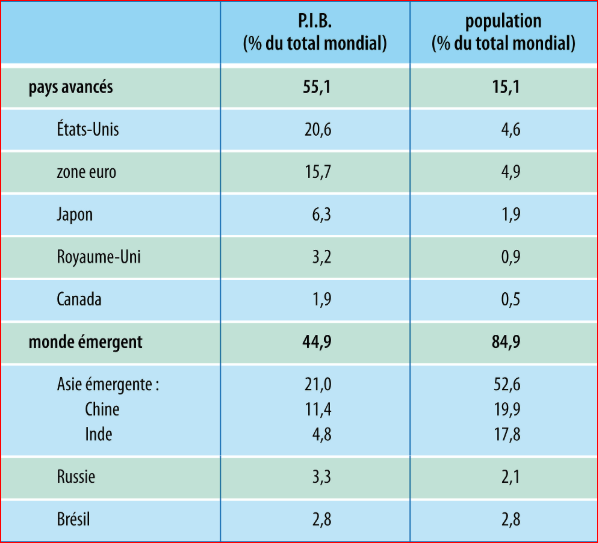 P.I.B. population
(% du total mondial) (% du total mondial)
pays avancés 55,1 15,1
États-Unis 20,6 4,6
zone euro 15,7 4,9
Japon 6,3 1,9
Royaume-Uni 3,2 0,9
Canada 1,9 0,5
monde émergent 44,9 84,9
Asie émergente : 21,0 52,6
Chine 11,4 19,9
Inde 4,8 17,8
Russie 3,3 2,1
Brésil 2,8 2,8